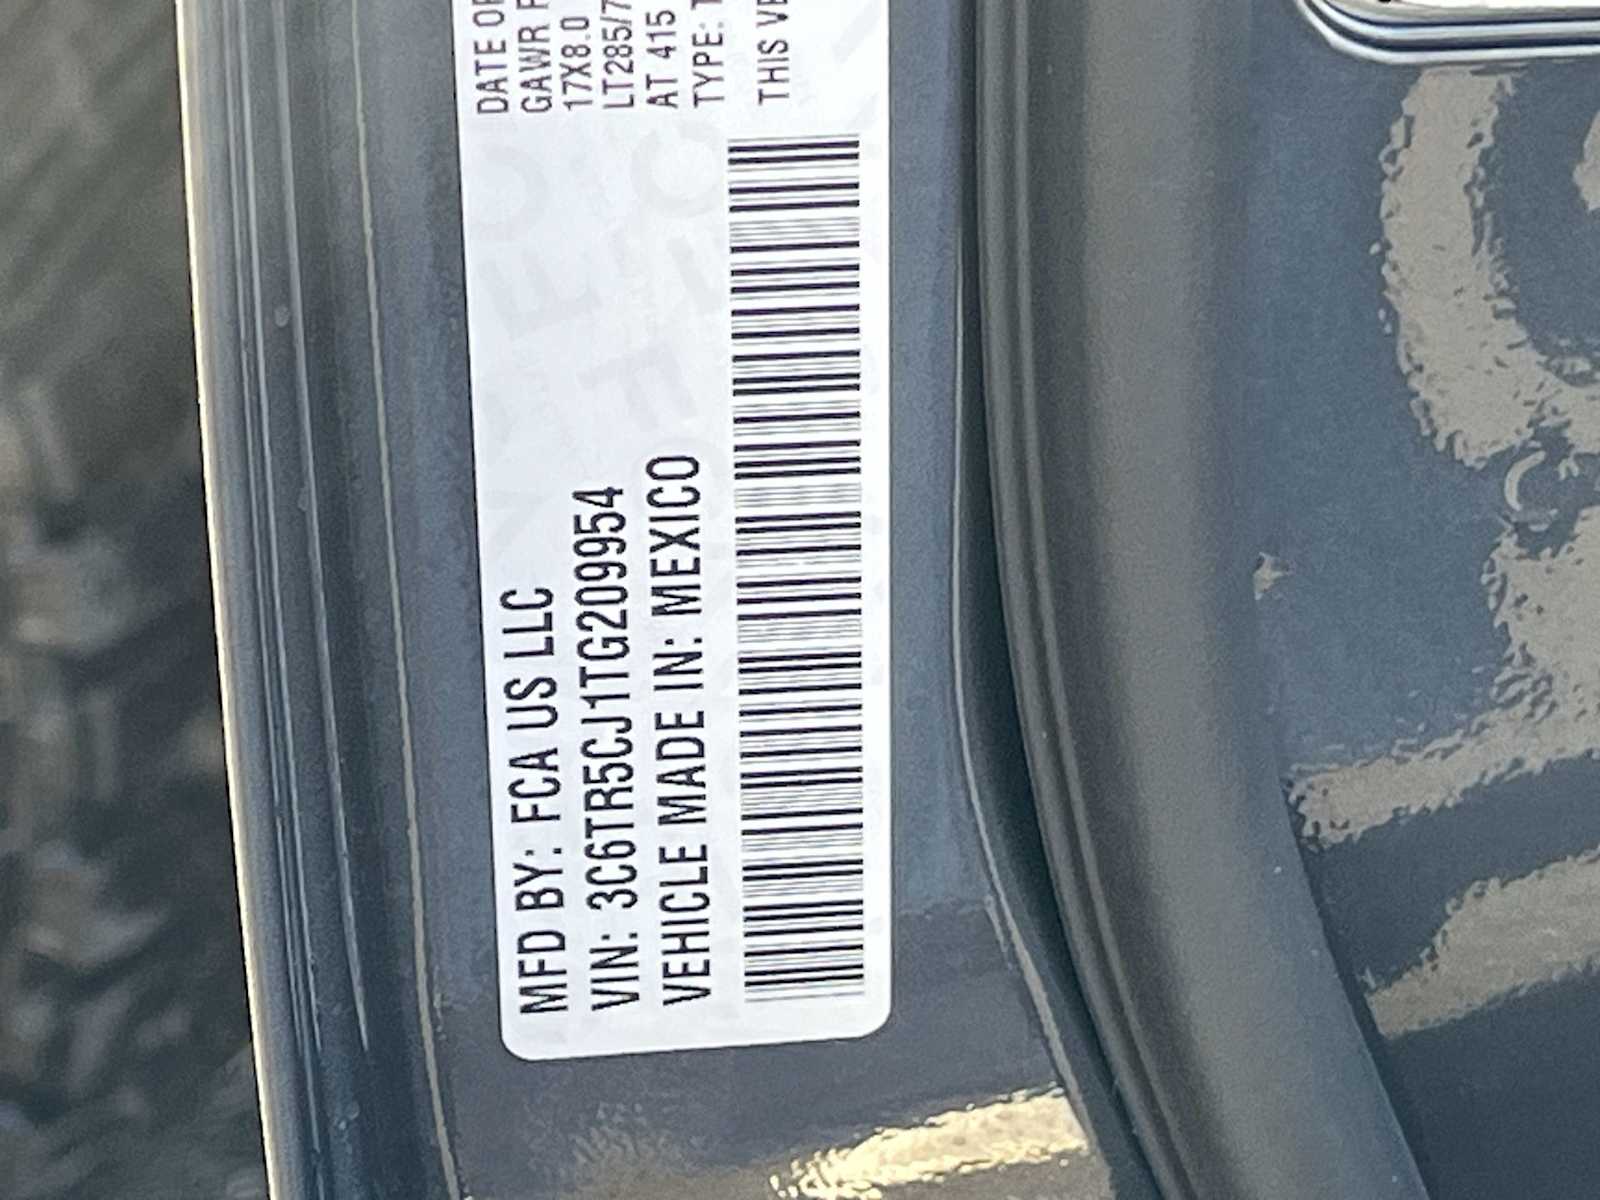 MFD BY: FCA US LLC
VIN: 3C6TR5CJ1TG209954
VEHICLE MADE IN: MEXICO
DATE OF
GAWR
17X8.0
LT285/7
AT 415
TYPE: T
THIS VE